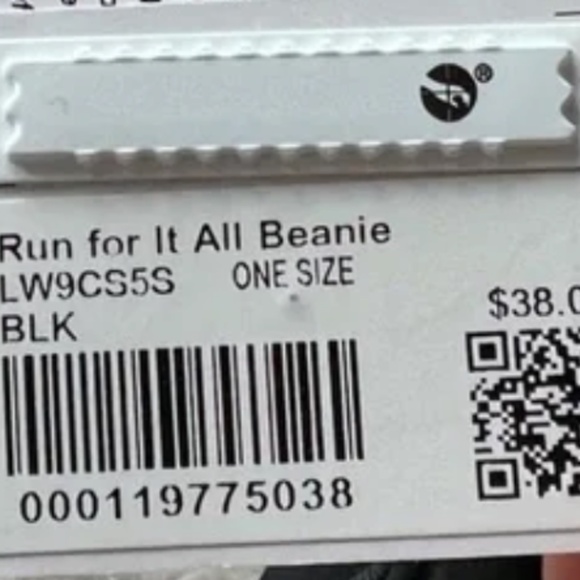 ®
Run for It All Beanie
LW9CS5S ONE SIZE
BLK
$38.0
000119775038